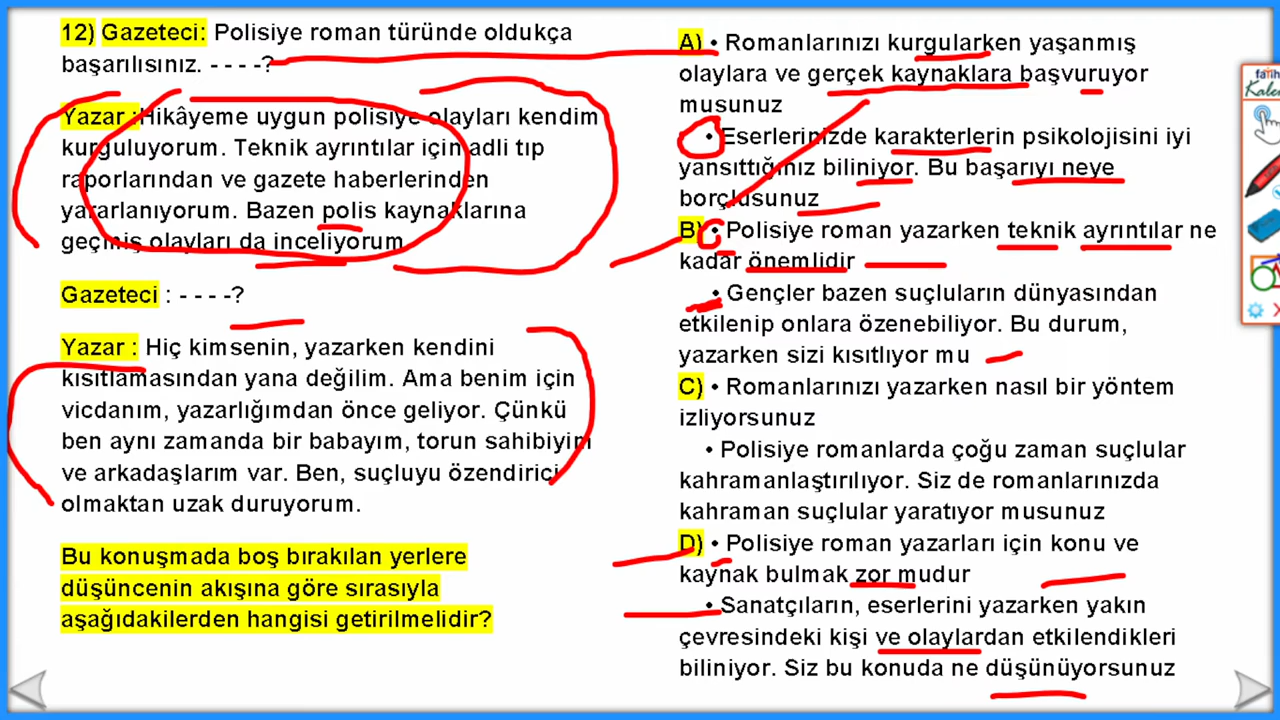 12) Gazeteci: Polisiye roman türünde oldukça
başarılısınız. - - - -?
Yazar :Hikâyeme uygun polisiye olayları kendim
kurguluyorum. Teknik ayrıntılar için adli tıp
raporlarından ve gazete haberlerinden
yararlanıyorum. Bazen polis kaynaklarına
geçmiş olayları da inceliyorum
Gazeteci : - - - -?
Yazar : Hiç kimsenin, yazarken kendini
kısıtlamasından yana değilim. Ama benim için
vicdanım, yazarlığımdan önce geliyor. Çünkü
ben aynı zamanda bir babayım, torun sahibiyim
ve arkadaşlarım var. Ben, suçluyu özendirici
olmaktan uzak duruyorum.
Bu konuşmada boş bırakılan yerlere
düşüncenin akışına göre sırasıyla
aşağıdakilerden hangisi getirilmelidir?
A) • Romanlarınızı kurgularken yaşanmış
olaylara ve gerçek kaynaklara başvuruyor
musunuz
• Eserlerinizde karakterlerin psikolojisini iyi
yansıttığınız biliniyor. Bu başarıyı neye
borçlusunuz
B) • Polisiye roman yazarken teknik ayrıntılar ne
kadar önemlidir
• Gençler bazen suçluların dünyasından
etkilenip onlara özenebiliyor. Bu durum,
yazarken sizi kısıtlıyor mu
C) • Romanlarınızı yazarken nasıl bir yöntem
izliyorsunuz
• Polisiye romanlarda çoğu zaman suçlular
kahramanlaştırılıyor. Siz de romanlarınızda
kahraman suçlular yaratıyor musunuz
D) • Polisiye roman yazarları için konu ve
kaynak bulmak zor mudur
• Sanatçıların, eserlerini yazarken yakın
çevresindeki kişi ve olaylardan etkilendikleri
biliniyor. Siz bu konuda ne düşünüyorsunuz
fatih
Kalem